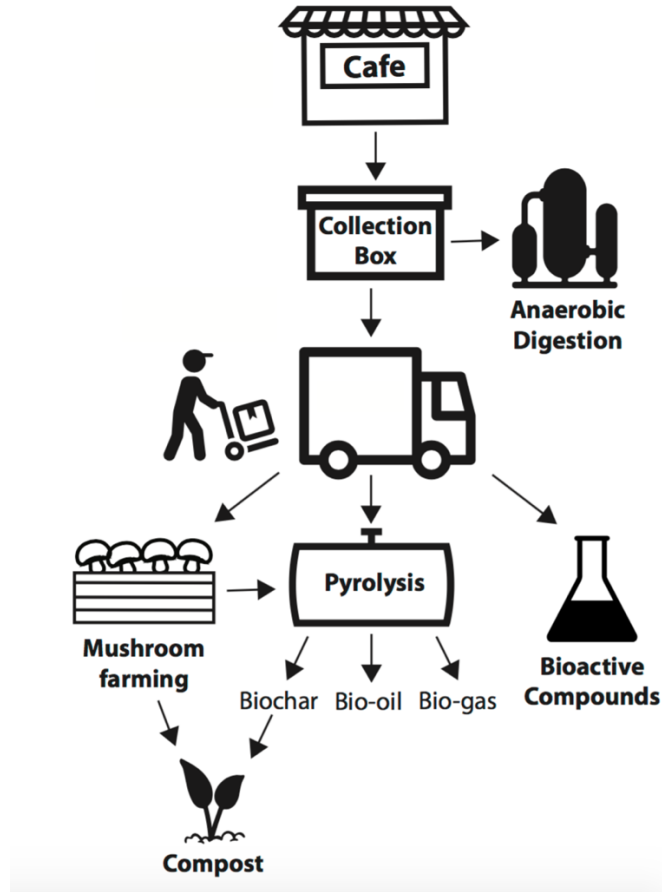 Cafe
Collection
Box
Anaerobic
Digestion
Pyrolysis
Mushroom
farming
Bioactive
Compounds
Biochar Bio-oil Bio-gas
Compost